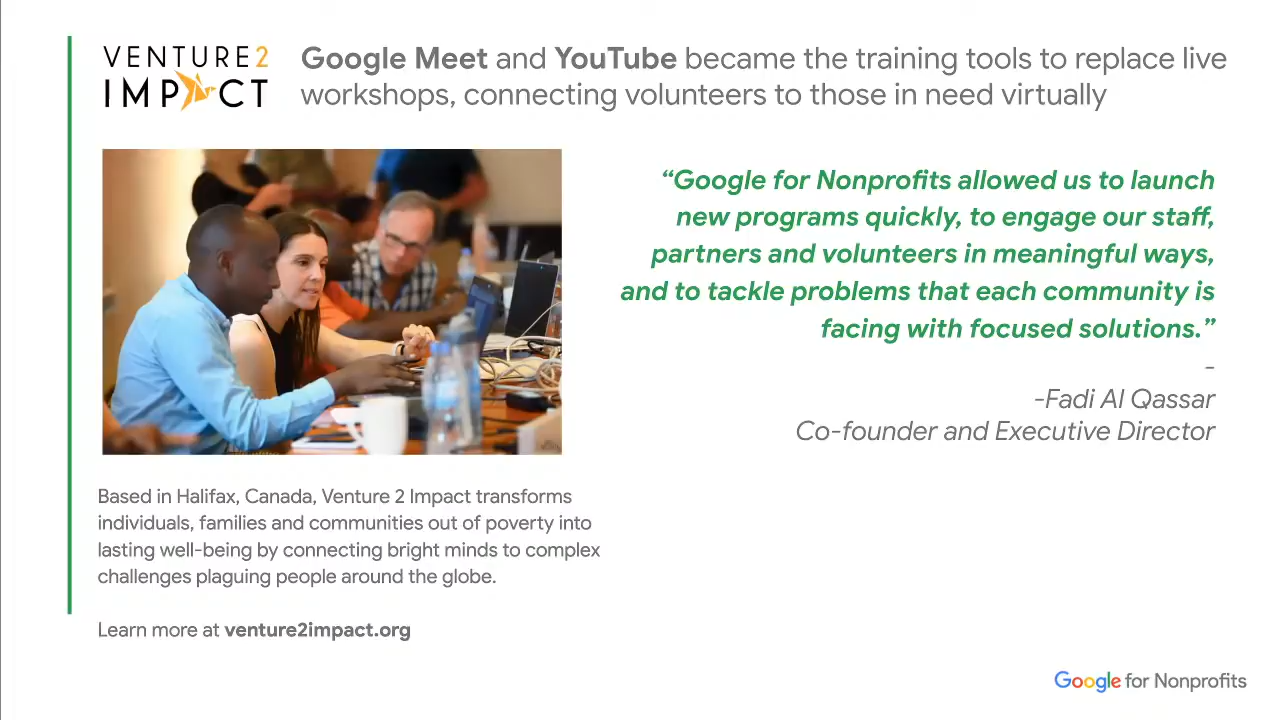 VENTURE2
IMPACT
Google Meet and YouTube became the training tools to replace live
workshops, connecting volunteers to those in need virtually
“Google for Nonprofits allowed us to launch
new programs quickly, to engage our staff,
partners and volunteers in meaningful ways,
and to tackle problems that each community is
facing with focused solutions.”
-
-Fadi Al Qassar
Co-founder and Executive Director
Based in Halifax, Canada, Venture 2 Impact transforms
individuals, families and communities out of poverty into
lasting well-being by connecting bright minds to complex
challenges plaguing people around the globe.
Learn more at venture2impact.org
Google for Nonprofits